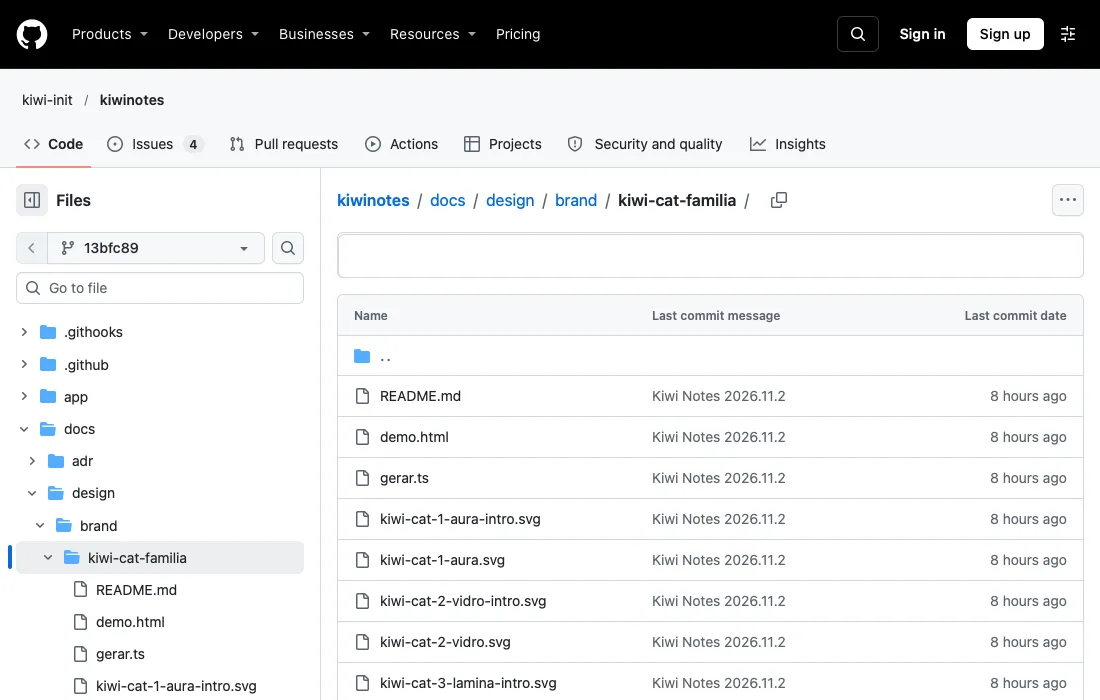 Products Developers Businesses Resources Pricing Sign in Sign up
kiwi-init / kiwinotes
Code Issues 4 Pull requests Actions Projects Security and quality Insights
Files
13bfc89
Go to file
.githooks
.github
app
docs
adr
design
brand
kiwi-cat-familia
README.md
demo.html
gerar.ts
kiwi-cat-1-aura-intro.svg
kiwinotes / docs / design / brand / kiwi-cat-familia /
Name Last commit message Last commit date
..
README.md Kiwi Notes 2026.11.2 8 hours ago
demo.html Kiwi Notes 2026.11.2 8 hours ago
gerar.ts Kiwi Notes 2026.11.2 8 hours ago
kiwi-cat-1-aura-intro.svg Kiwi Notes 2026.11.2 8 hours ago
kiwi-cat-1-aura.svg Kiwi Notes 2026.11.2 8 hours ago
kiwi-cat-2-vidro-intro.svg Kiwi Notes 2026.11.2 8 hours ago
kiwi-cat-2-vidro.svg Kiwi Notes 2026.11.2 8 hours ago
kiwi-cat-3-lamina-intro.svg Kiwi Notes 2026.11.2 8 hours ago